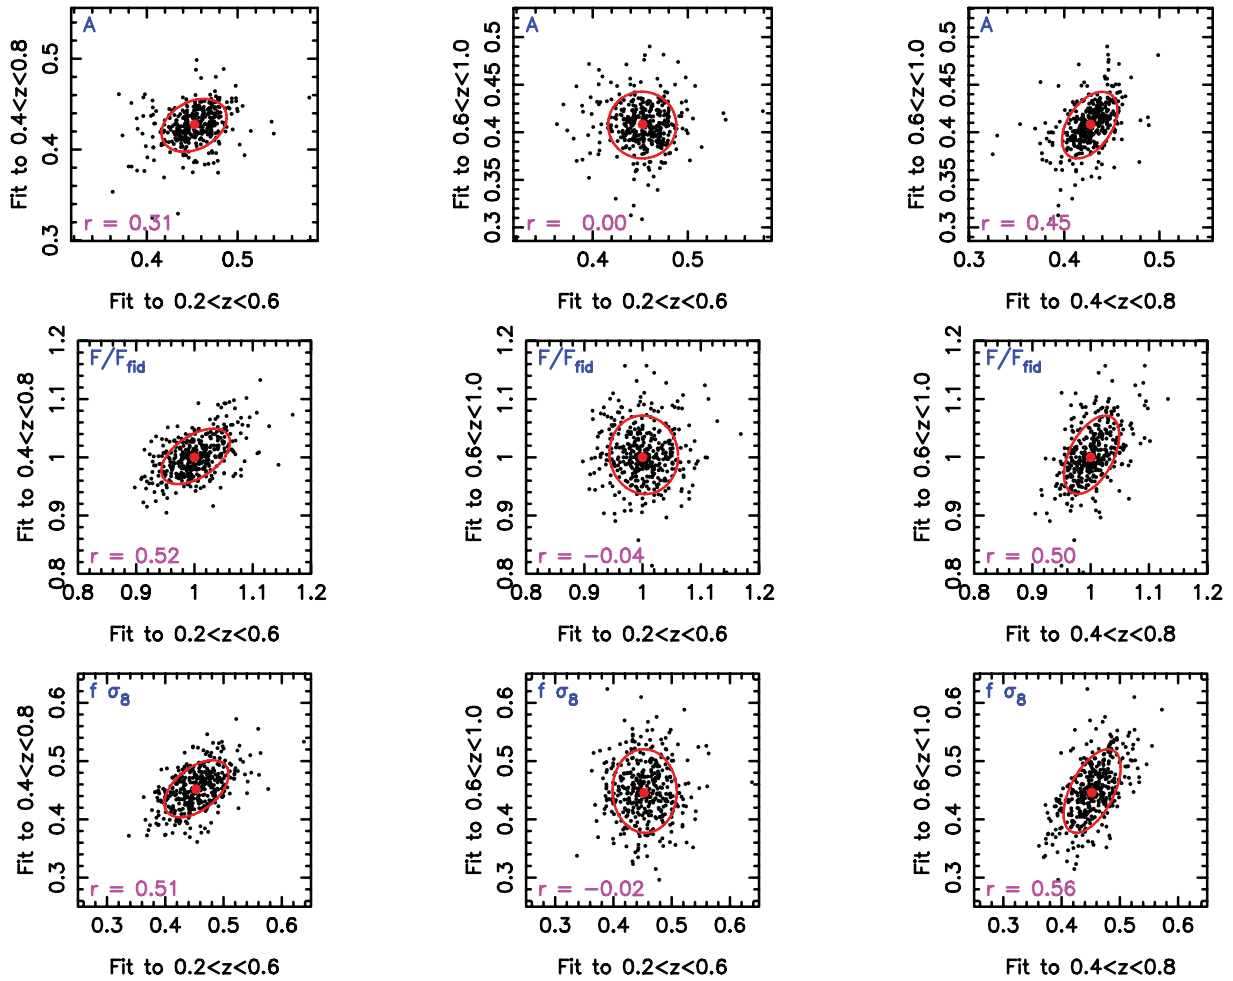 A
Fit to 0.4<z<0.8
0.3 0.4 0.5
r = 0.31
0.4 0.5
Fit to 0.2<z<0.6
A
Fit to 0.6<z<1.0
0.3 0.35 0.4 0.45 0.5
r = 0.00
0.4 0.5
Fit to 0.2<z<0.6
A
Fit to 0.6<z<1.0
0.3 0.35 0.4 0.45 0.5
r = 0.45
0.3 0.4 0.5
Fit to 0.4<z<0.8
F/Ffid
Fit to 0.4<z<0.8
0.8 0.9 1 1.1 1.2
r = 0.52
0.8 0.9 1 1.1 1.2
Fit to 0.2<z<0.6
F/Ffid
Fit to 0.6<z<1.0
0.8 0.9 1 1.1 1.2
r = −0.04
0.8 0.9 1 1.1 1.2
Fit to 0.2<z<0.6
F/Ffid
Fit to 0.6<z<1.0
0.8 0.9 1 1.1 1.2
r = 0.50
0.8 0.9 1 1.1 1.2
Fit to 0.4<z<0.8
f σ8
Fit to 0.4<z<0.8
0.3 0.4 0.5 0.6
r = 0.51
0.3 0.4 0.5 0.6
Fit to 0.2<z<0.6
f σ8
Fit to 0.6<z<1.0
0.3 0.4 0.5 0.6
r = −0.02
0.3 0.4 0.5 0.6
Fit to 0.2<z<0.6
f σ8
Fit to 0.6<z<1.0
0.3 0.4 0.5 0.6
r = 0.56
0.3 0.4 0.5 0.6
Fit to 0.4<z<0.8